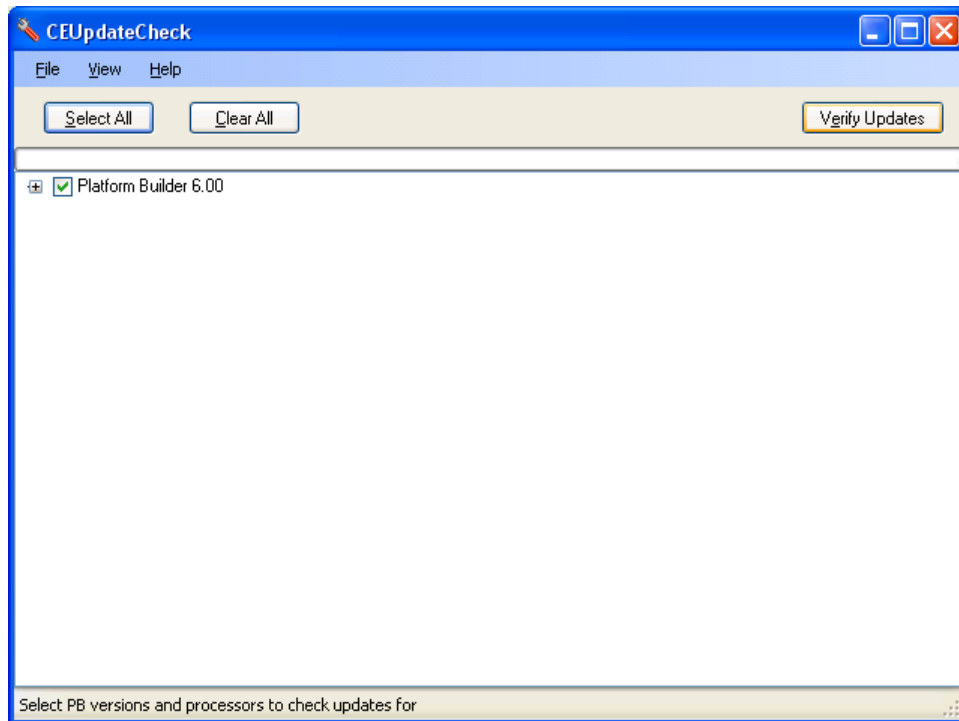 CEUpdateCheck
File View Help
Select All Clear All Verify Updates
Platform Builder 6.00
Select PB versions and processors to check updates for